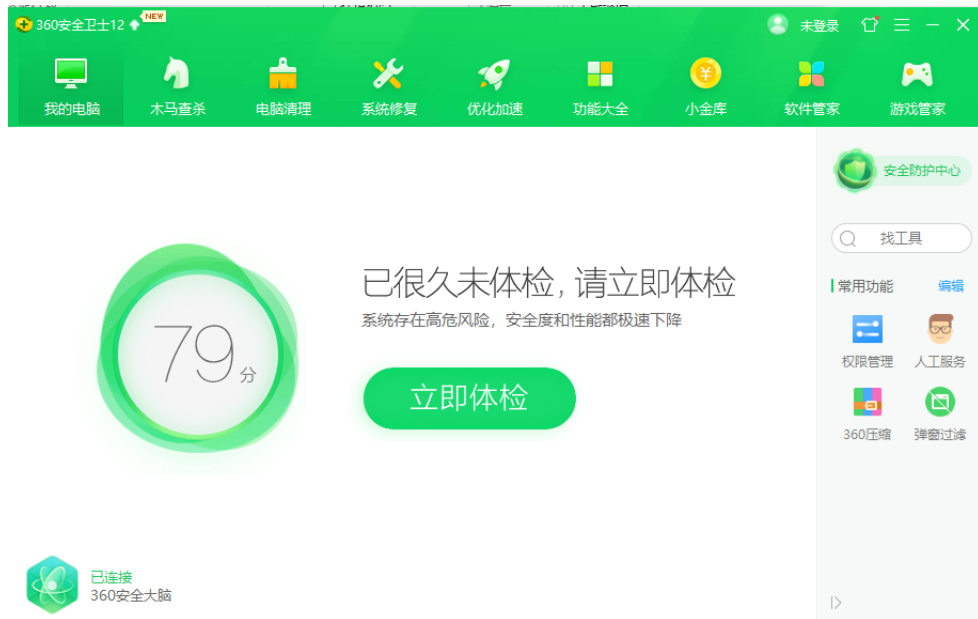 360安全卫士12
NEW
未登录
我的电脑
木马查杀
电脑清理
系统修复
优化加速
功能大全
小金库
软件管家
游戏管家
安全防护中心
找工具
常用功能 编辑
权限管理 人工服务
360压缩 弹窗过滤
79分
已很久未体检, 请立即体检
系统存在高危风险，安全度和性能都极速下降
立即体检
已连接
360安全大脑